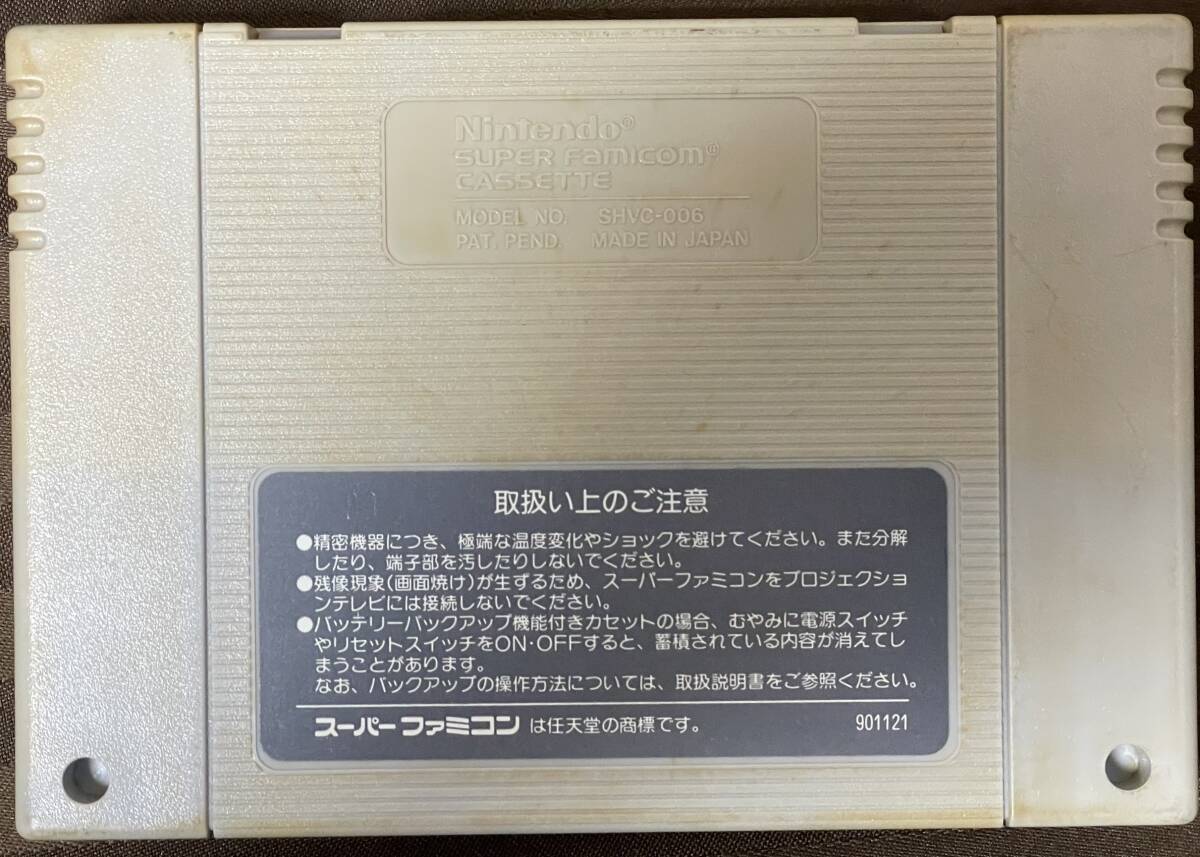 Nintendo®
SUPER FAMICOM®
CASSETTE
MODEL NO. SHVC-006
PAT. PEND. MADE IN JAPAN
取扱い上のご注意
●精密機器につき、極端な温度変化やショックを避けてください。また分解
したり、端子部を汚したりしないでください。
●残像現象(画面焼け)が生ずるため、スーパーファミコンをプロジェクショ
ンテレビには接続しないでください。
●バッテリーバックアップ機能付きカセットの場合、むやみに電源スイッチ
やリセットスイッチをON・OFFすると、蓄積されている内容が消えてし
まうことがあります。
なお、バックアップの操作方法については、取扱説明書をご参照ください。
スーパーファミコン は任天堂の商標です。 901121